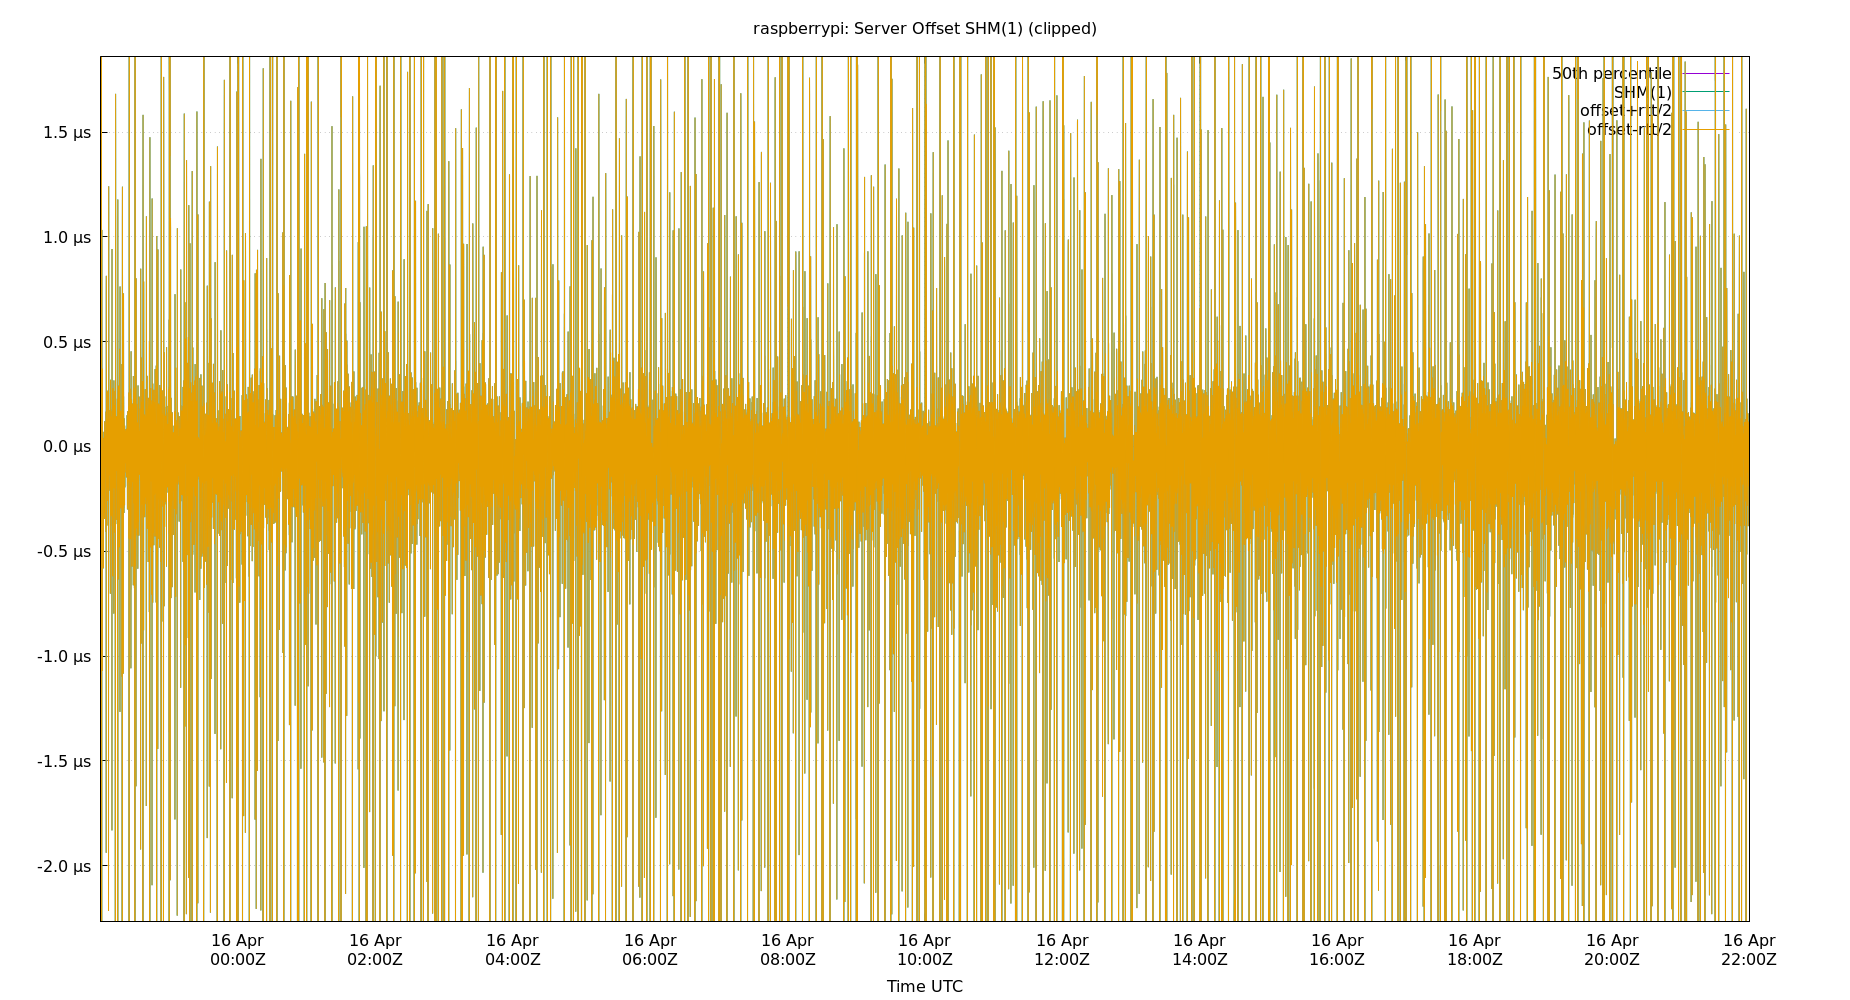 raspberrypi: Server Offset SHM(1) (clipped)
50th percentile
SHM(1)
offset+rtt/2
offset-rtt/2
1.5 µs
1.0 µs
0.5 µs
0.0 µs
-0.5 µs
-1.0 µs
-1.5 µs
-2.0 µs
16 Apr 16 Apr 16 Apr 16 Apr 16 Apr 16 Apr 16 Apr 16 Apr 16 Apr 16 Apr 16 Apr 16 Apr
00:00Z 02:00Z 04:00Z 06:00Z 08:00Z 10:00Z 12:00Z 14:00Z 16:00Z 18:00Z 20:00Z 22:00Z
Time UTC